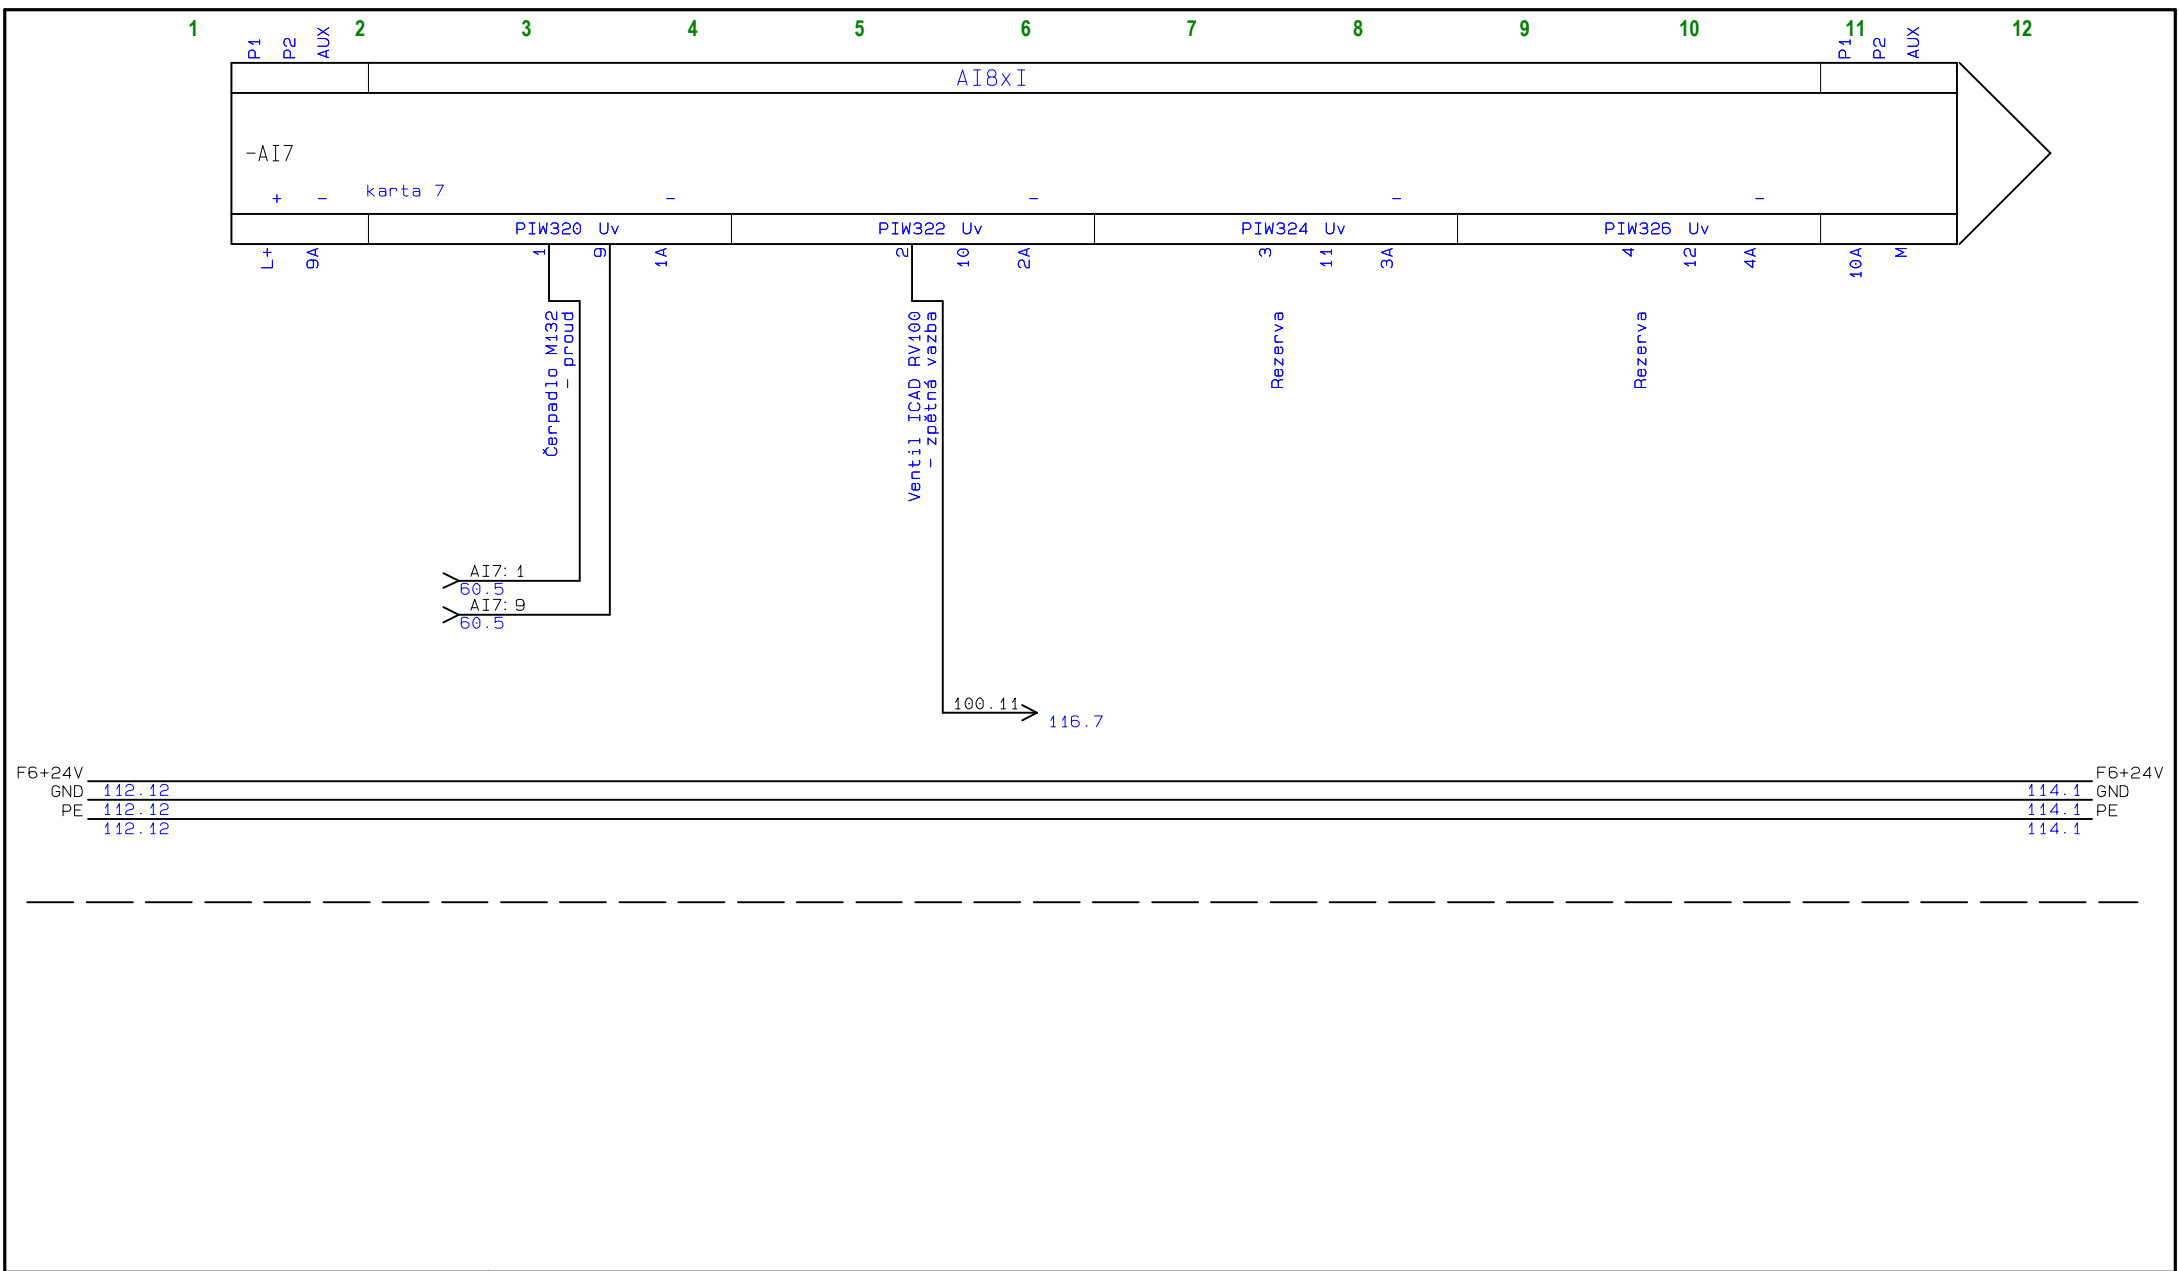 1 2 3 4 5 6 7 8 9 10 11 12
P1 P2 AUX P1 P2 AUX
AI8xI
-AI7
+ - karta 7 - - - -
PIW320 Uv PIW322 Uv PIW324 Uv PIW326 Uv
L+ 9A 1 9 1A 2 10 2A 3 11 3A 4 12 4A 10A M
Čerpadlo M132
- proud
Ventil ICAD RV100
- zpětná vazba
Rezerva
Rezerva
AI7:1
60.5
AI7:9
60.5
100.11
116.7
F6+24V F6+24V
GND 112.12 114.1 GND
PE 112.12 114.1 PE
112.12 114.1